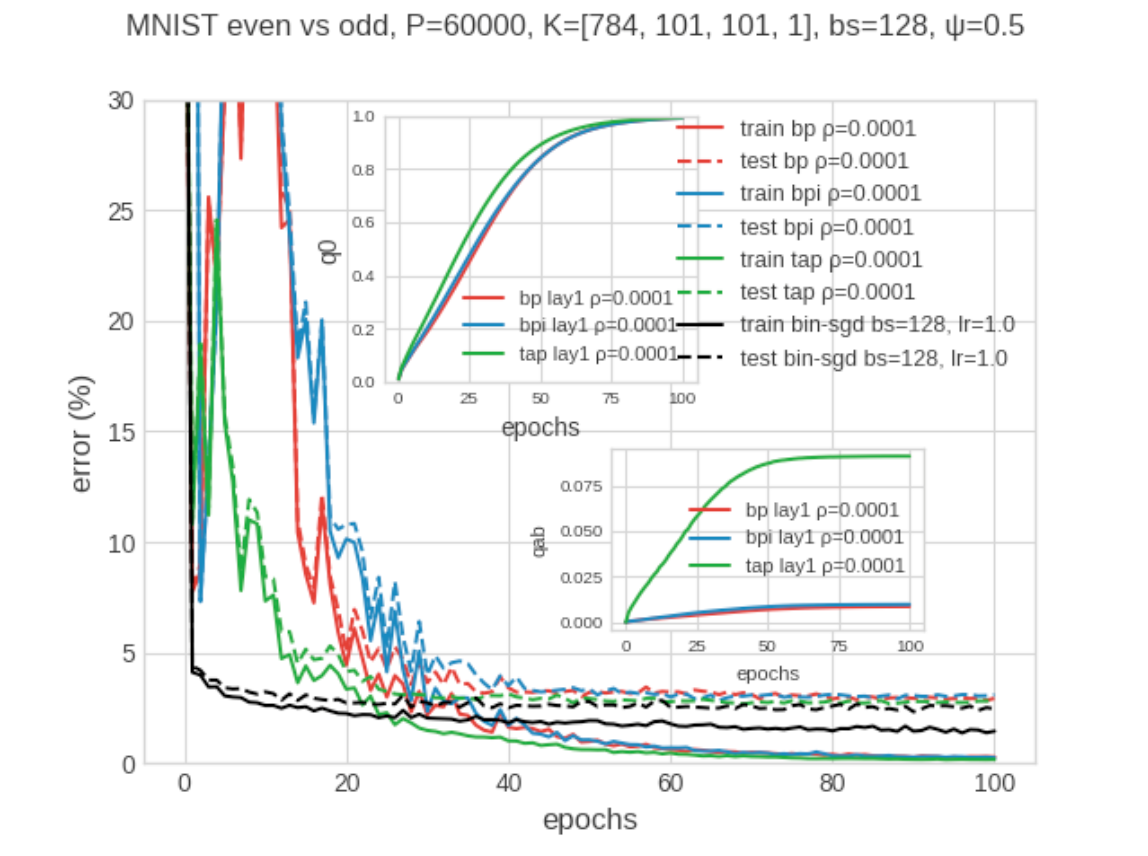 MNIST even vs odd, P=60000, K=[784, 101, 101, 1], bs=128, ψ=0.5
error (%)
30
25
20
15
10
5
0
0 20 40 60 80 100
epochs
q0
1.0
0.8
0.6
0.4
0.2
0.0
bp lay1 ρ=0.0001
bpi lay1 ρ=0.0001
tap lay1 ρ=0.0001
0 25 50 75 100
epochs
train bp ρ=0.0001
test bp ρ=0.0001
train bpi ρ=0.0001
test bpi ρ=0.0001
train tap ρ=0.0001
test tap ρ=0.0001
train bin-sgd bs=128, lr=1.0
test bin-sgd bs=128, lr=1.0
qab
0.075
0.050
0.025
0.000
bp lay1 ρ=0.0001
bpi lay1 ρ=0.0001
tap lay1 ρ=0.0001
0 25 50 75 100
epochs